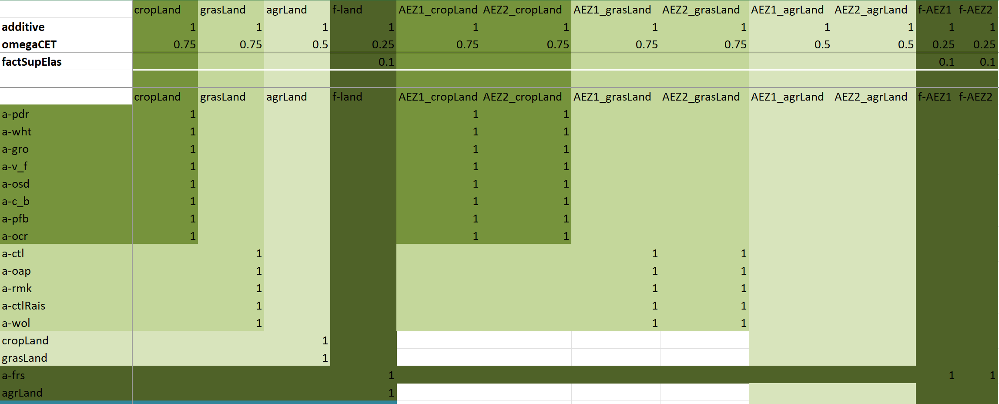 cropLand grasLand agrLand f-land AEZ1_cropLand AEZ2_cropLand AEZ1_grasLand AEZ2_grasLand AEZ1_agrLand AEZ2_agrLand f-AEZ1 f-AEZ2
additive 1 1 1 1 1 1 1 1 1 1 1 1
omegaCET 0.75 0.75 0.5 0.25 0.75 0.75 0.75 0.75 0.5 0.5 0.25 0.25
factSupElas 0.1 0.1 0.1
cropLand grasLand agrLand f-land AEZ1_cropLand AEZ2_cropLand AEZ1_grasLand AEZ2_grasLand AEZ1_agrLand AEZ2_agrLand f-AEZ1 f-AEZ2
a-pdr 1 1 1
a-wht 1 1 1
a-gro 1 1 1
a-v_f 1 1 1
a-osd 1 1 1
a-c_b 1 1 1
a-pfb 1 1 1
a-ocr 1 1 1
a-ctl 1 1 1
a-oap 1 1 1
a-rmk 1 1 1
a-ctlRais 1 1 1
a-wol 1 1 1
cropLand 1
grasLand 1
a-frs 1 1 1
agrLand 1